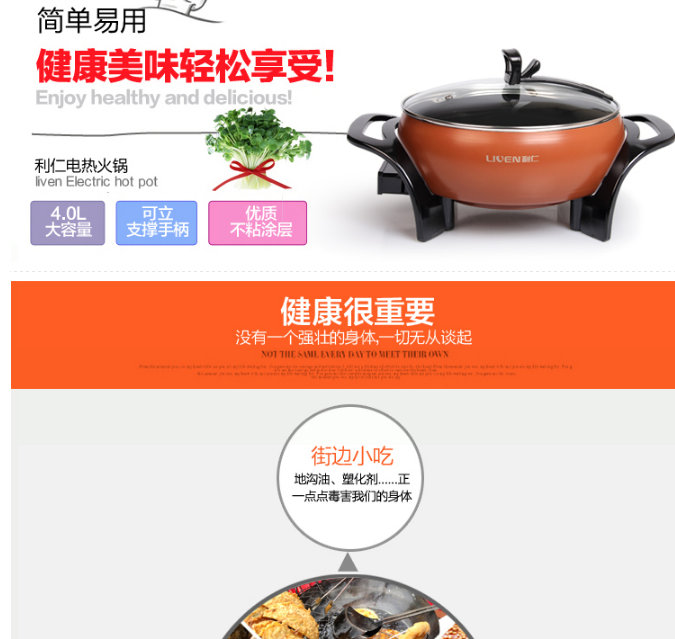 简单易用
健康美味轻松享受!
Enjoy healthy and delicious!
利仁电热火锅
liven Electric hot pot
4.0L
大容量
可立
支撑手柄
优质
不粘涂层
LIVEN利仁
健康很重要
没有一个强壮的身体,一切无从谈起
NOT THE SAME EVERY DAY TO MEET THEIR OWN
街边小吃
地沟油、塑化剂......正
一点点毒害我们的身体